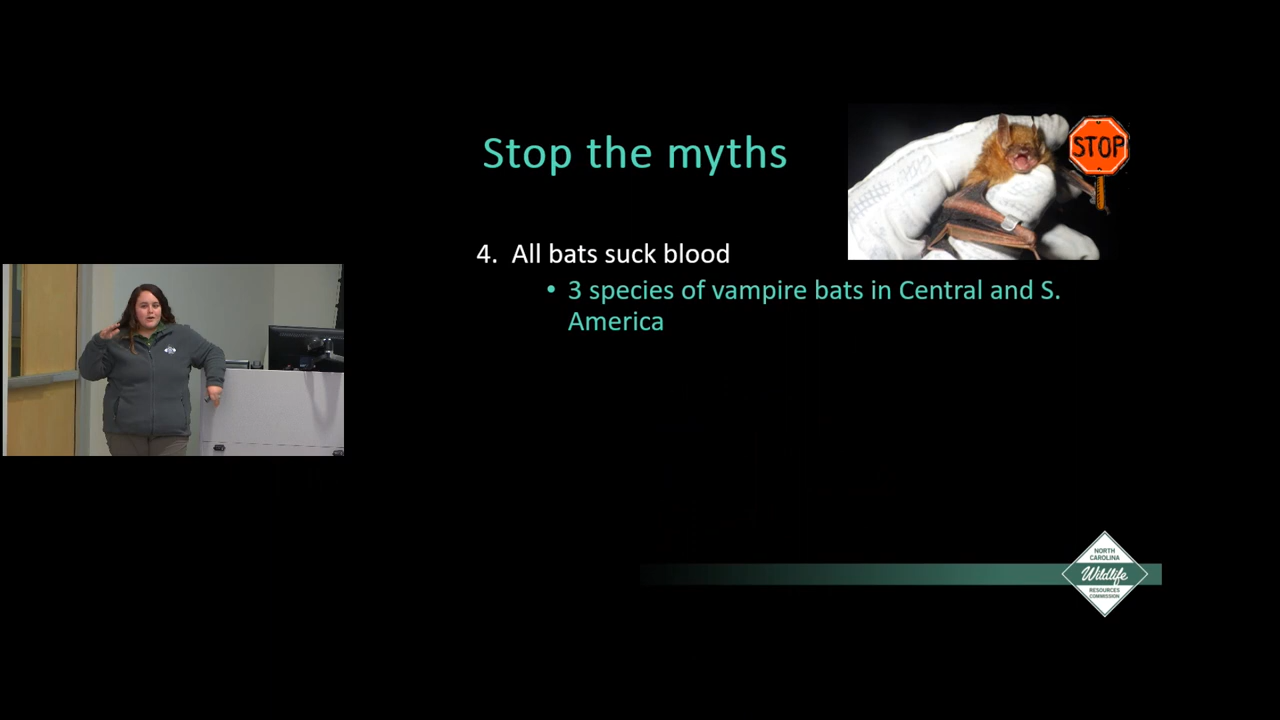 Stop the myths
STOP
4. All bats suck blood
• 3 species of vampire bats in Central and S.
America
NORTH
CAROLINA
Wildlife
RESOURCES
COMMISSION